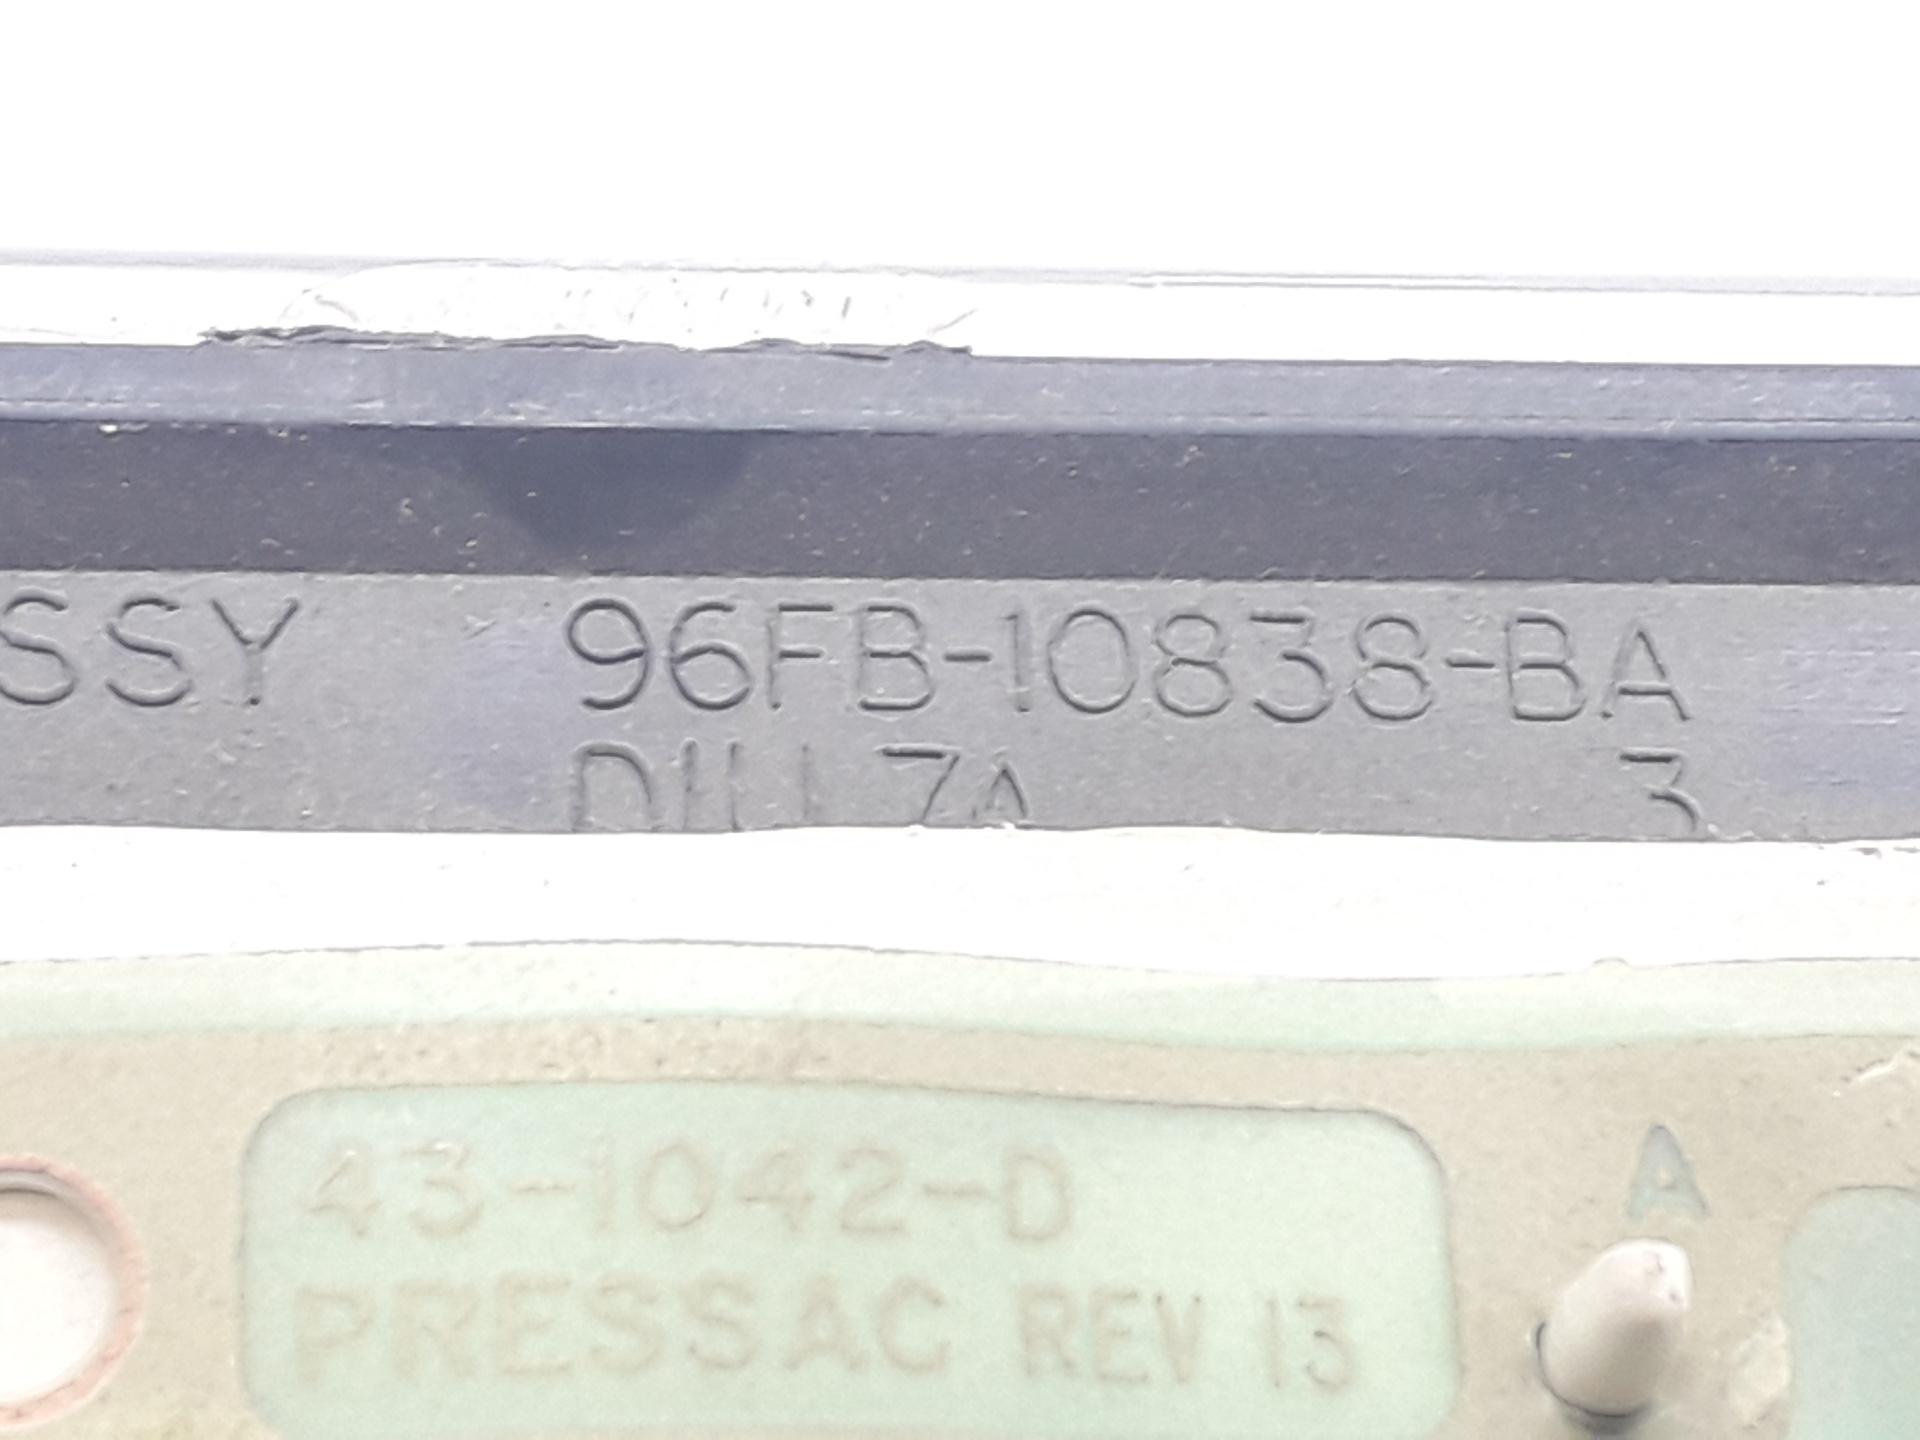 SSY 96FB-10838-BA
3
43-1042-D
A
PRESSAC REV 13